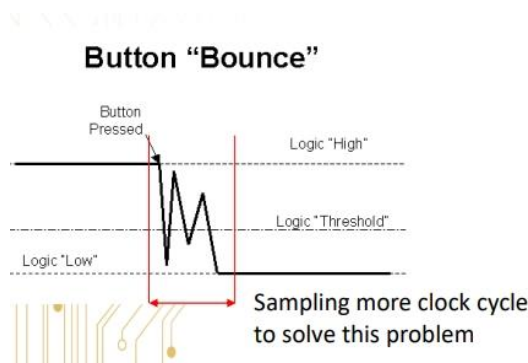 Button “Bounce”
Button
Pressed
Logic "High"
Logic "Threshold"
Logic "Low"
Sampling more clock cycle
to solve this problem